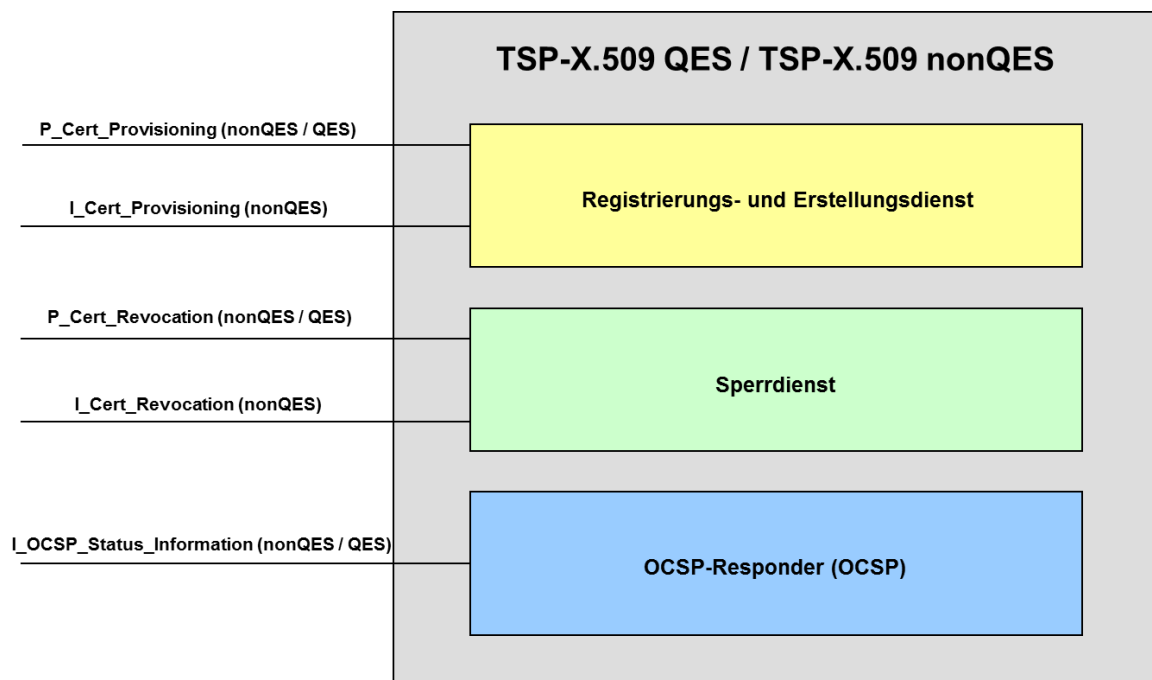 TSP-X.509 QES / TSP-X.509 nonQES
P_Cert_Provisioning (nonQES / QES)
I_Cert_Provisioning (nonQES)
Registrierungs- und Erstellungsdienst
P_Cert_Revocation (nonQES / QES)
I_Cert_Revocation (nonQES)
Sperrdienst
I_OCSP_Status_Information (nonQES / QES)
OCSP-Responder (OCSP)